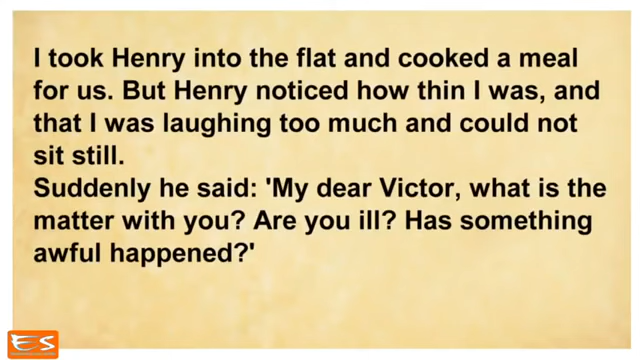 I took Henry into the flat and cooked a meal
for us. But Henry noticed how thin I was, and
that I was laughing too much and could not
sit still.
Suddenly he said: 'My dear Victor, what is the
matter with you? Are you ill? Has something
awful happened?'
ES